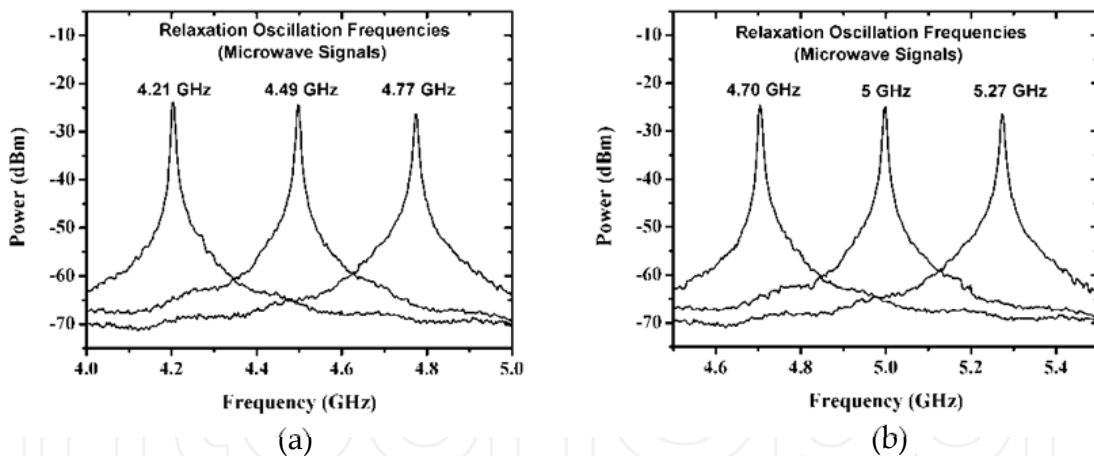 Relaxation Oscillation Frequencies
(Microwave Signals)
4.21 GHz 4.49 GHz 4.77 GHz
-10
-20
-30
-40
-50
-60
-70
Power (dBm)
4.0 4.2 4.4 4.6 4.8 5.0
Frequency (GHz)
(a)
Relaxation Oscillation Frequencies
(Microwave Signals)
4.70 GHz 5 GHz 5.27 GHz
-10
-20
-30
-40
-50
-60
-70
Power (dBm)
4.6 4.8 5.0 5.2 5.4
Frequency (GHz)
(b)